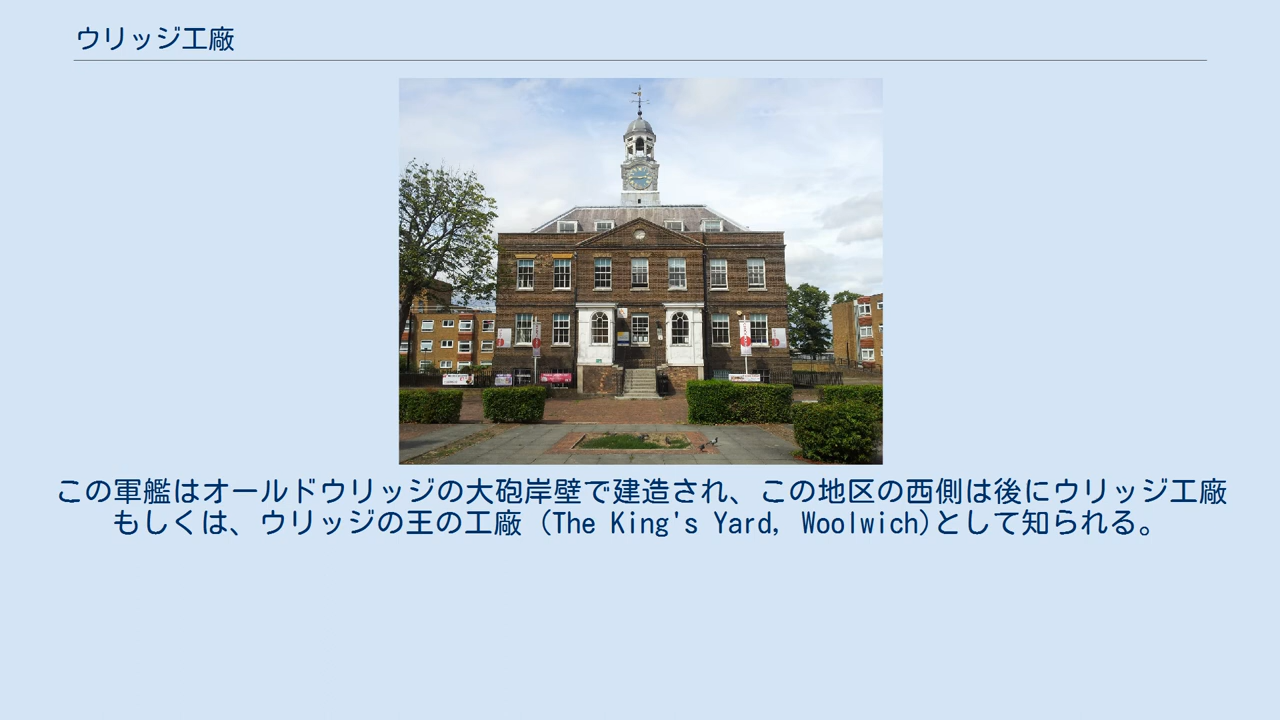 ウリッジ工廠
この軍艦はオールドウリッジの大砲岸壁で建造され、この地区の西側は後にウリッジ工廠
もしくは、ウリッジの王の工廠 (The King's Yard, Woolwich)として知られる。